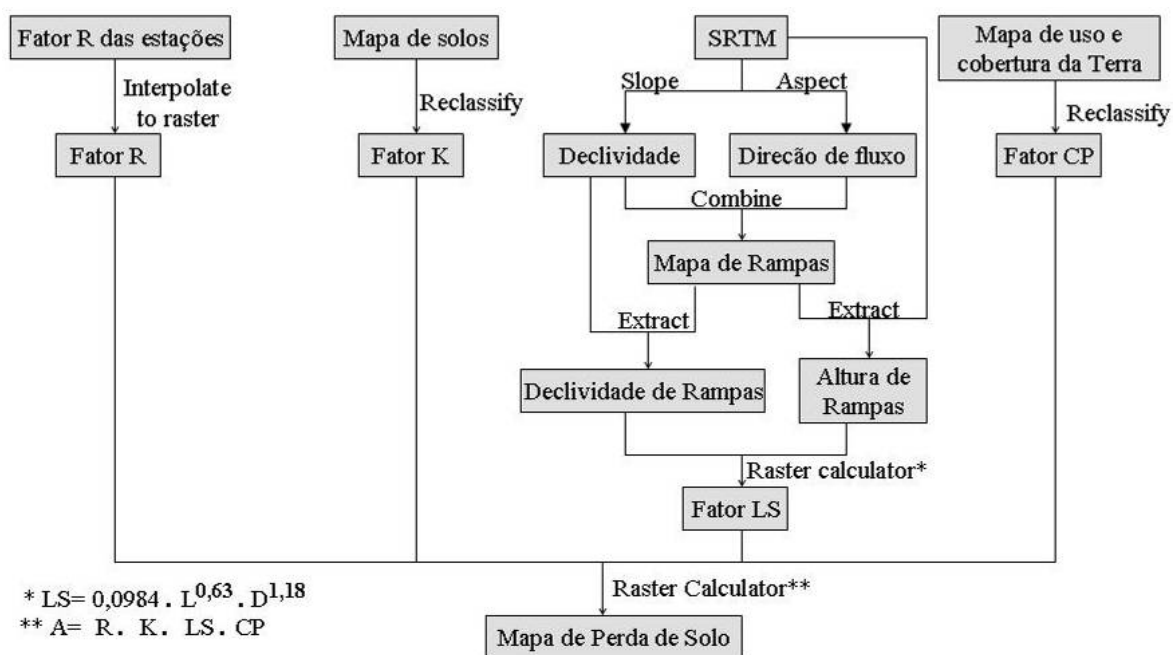 Fator R das estações
Mapa de solos
SRTM
Mapa de uso e
cobertura da Terra
Interpolate
to raster
Reclassify
Slope
Aspect
Reclassify
Fator R
Fator K
Declividade
Direcão de fluxo
Fator CP
Combine
Mapa de Rampas
Extract
Extract
Declividade de Rampas
Altura de
Rampas
Raster calculator*
Fator LS
* LS= 0,0984 . L^0,63 . D^1,18
** A= R. K. LS. CP
Raster Calculator**
Mapa de Perda de Solo